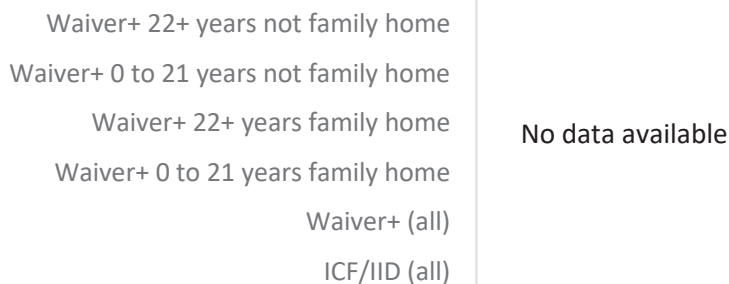 Waiver+ 22+ years not family home
Waiver+ 0 to 21 years not family home
Waiver+ 22+ years family home
No data available
Waiver+ 0 to 21 years family home
Waiver+ (all)
ICF/IID (all)